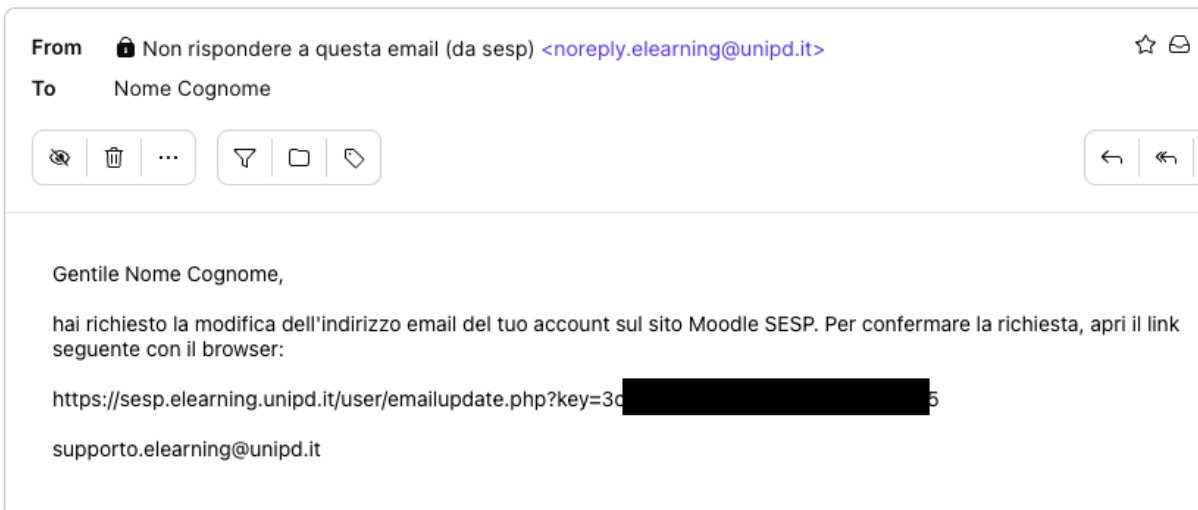 From Non rispondere a questa email (da sesp) <noreply.elearning@unipd.it>
To Nome Cognome
Gentile Nome Cognome,
hai richiesto la modifica dell'indirizzo email del tuo account sul sito Moodle SESP. Per confermare la richiesta, apri il link
seguente con il browser:
https://sesp.elearning.unipd.it/user/emailupdate.php?key=3
supporto.elearning@unipd.it